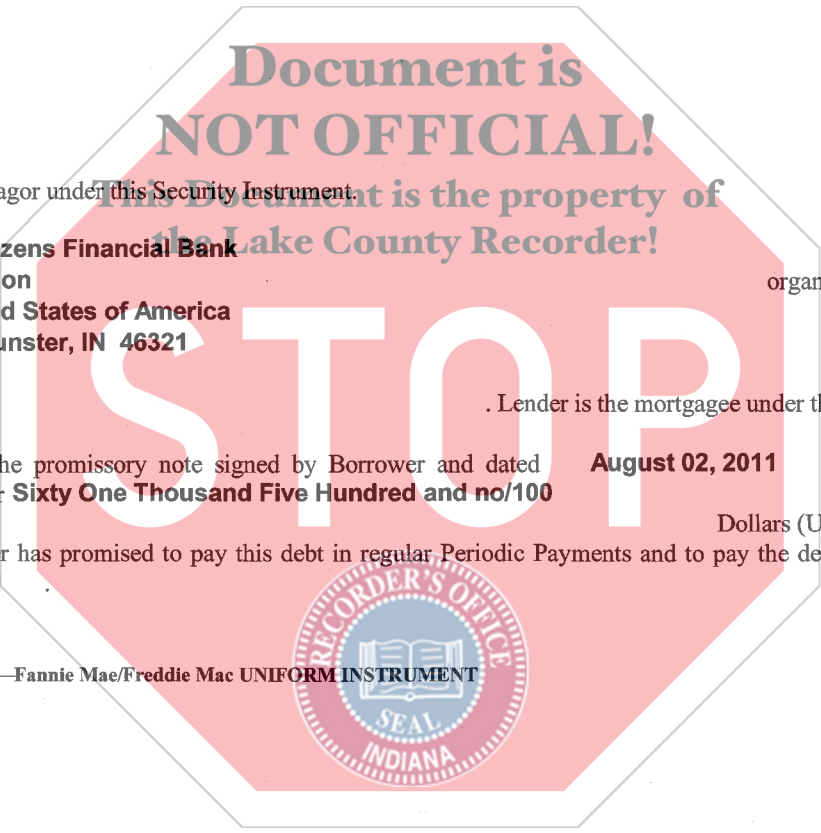 Document is
NOT OFFICIAL!
agor under this Security Instrument.
This Document is the property of
zens Financial Bank
the Lake County Recorder!
on organ
d States of America
unster, IN 46321
STOP
. Lender is the mortgagee under th
he promissory note signed by Borrower and dated August 02, 2011
r Sixty One Thousand Five Hundred and no/100
Dollars (U
r has promised to pay this debt in regular Periodic Payments and to pay the de
.
RECORDER'S OFFICE
—Fannie Mae/Freddie Mac UNIFORM INSTRUMENT
SEAL
INDIANA